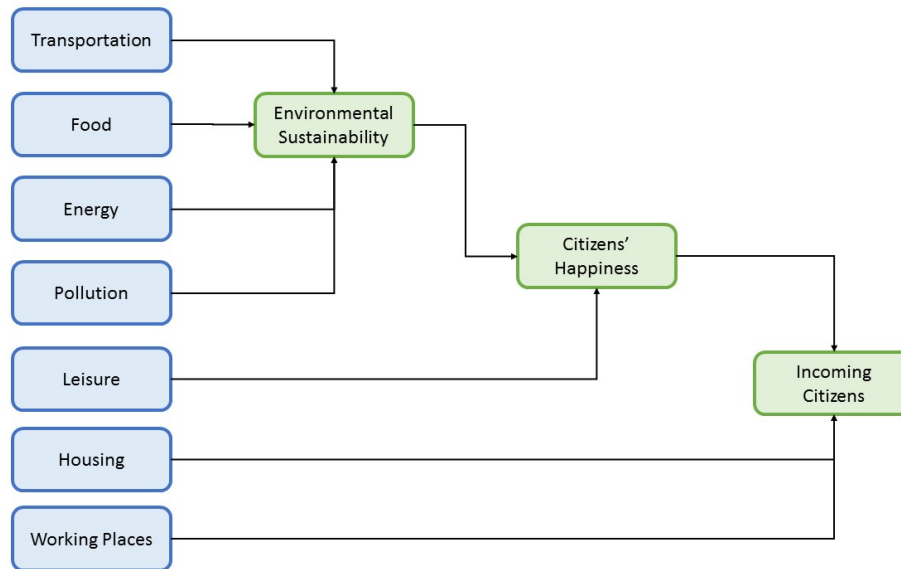 Transportation
Food
Environmental
Sustainability
Energy
Pollution
Citizens’
Happiness
Leisure
Incoming
Citizens
Housing
Working Places